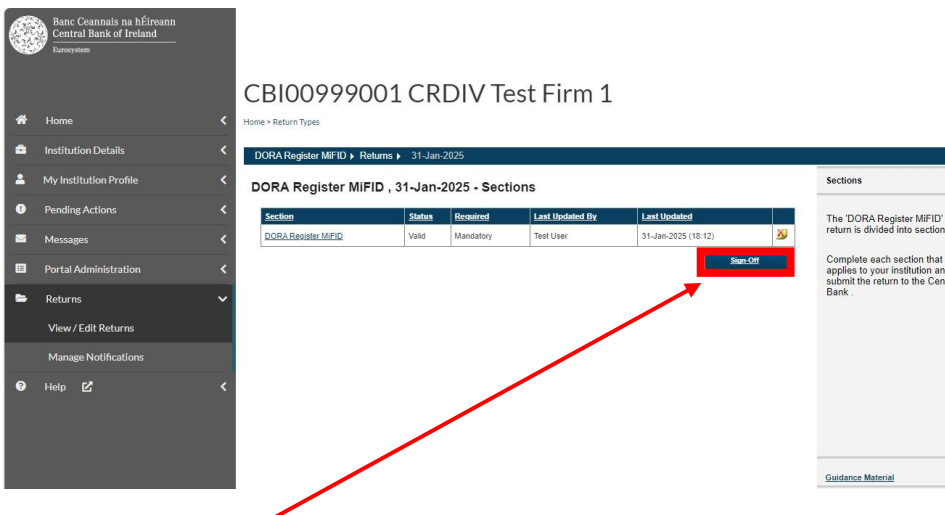 Banc Ceannais na hÉireann
Central Bank of Ireland
Eurosystem
Home
Institution Details
My Institution Profile
Pending Actions
Messages
Portal Administration
Returns
View / Edit Returns
Manage Notifications
Help
CBI00999001 CRDIV Test Firm 1
Home > Return Types
DORA Register MiFID Returns 31-Jan-2025
DORA Register MiFID , 31-Jan-2025 - Sections
Section Status Required Last Updated By Last Updated
DORA Register MiFID Valid Mandatory Test User 31-Jan-2025 (18:12)
Sign-Off
Sections
The 'DORA Register MiFID'
return is divided into section
Complete each section that
applies to your institution an
submit the return to the Cen
Bank .
Guidance Material